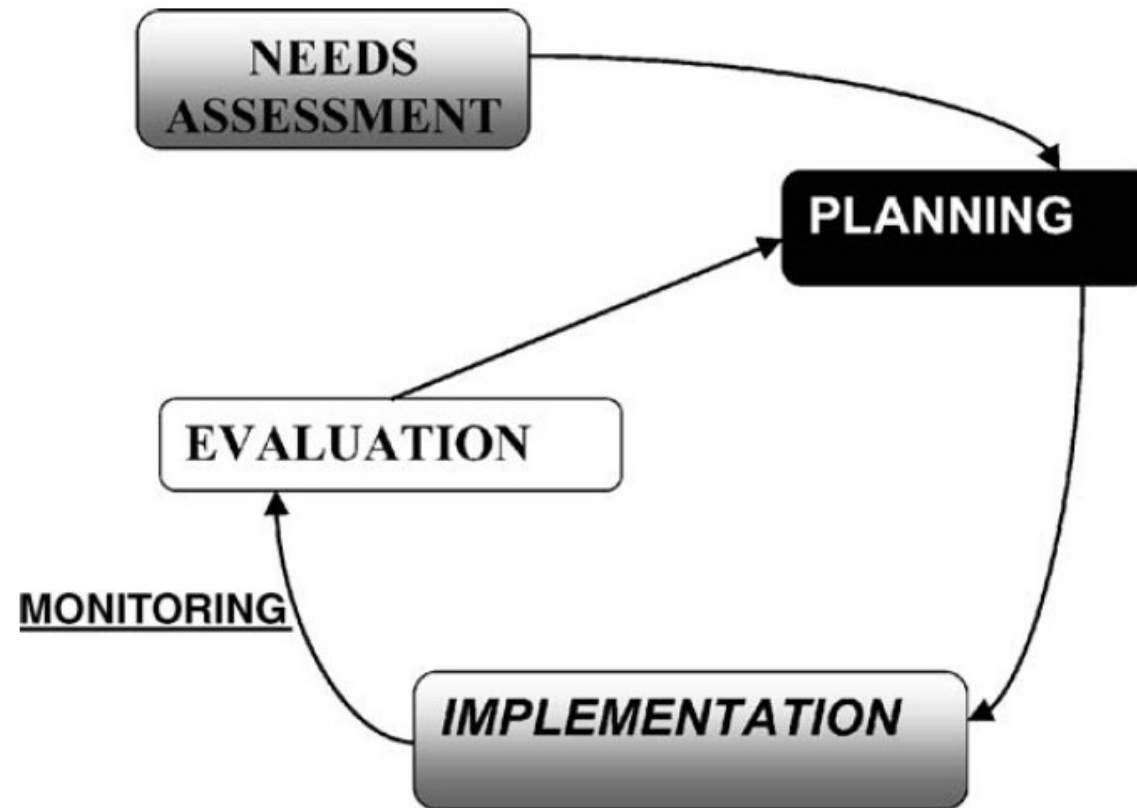 NEEDS
ASSESSMENT
PLANNING
EVALUATION
MONITORING
IMPLEMENTATION